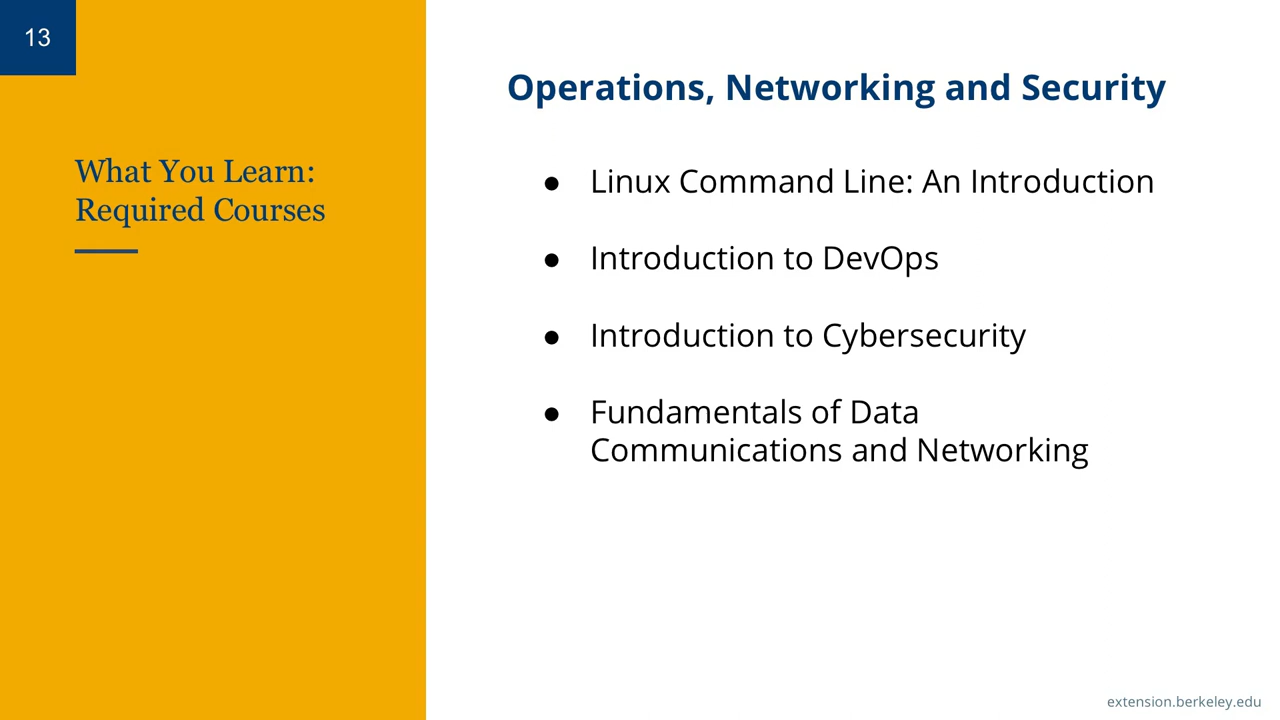 13
What You Learn:
Required Courses
Operations, Networking and Security
● Linux Command Line: An Introduction
● Introduction to DevOps
● Introduction to Cybersecurity
● Fundamentals of Data
Communications and Networking
extension.berkeley.edu